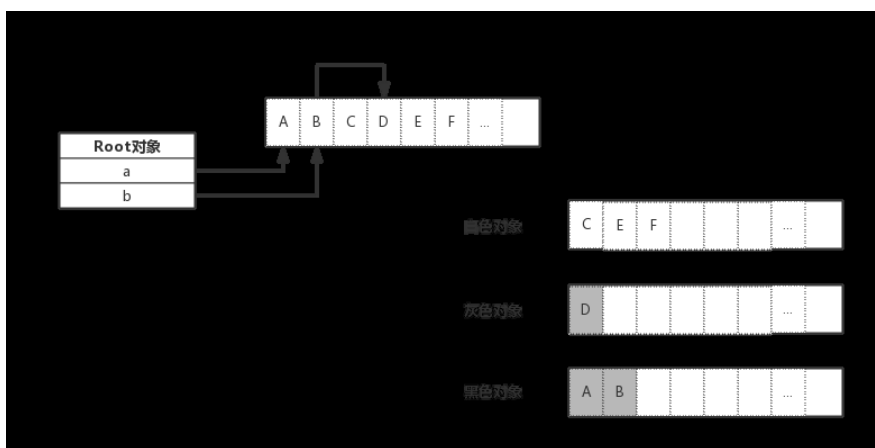 A B C D E F ...
Root对象
a
b
白色对象 C E F ...
灰色对象 D ...
黑色对象 A B ...